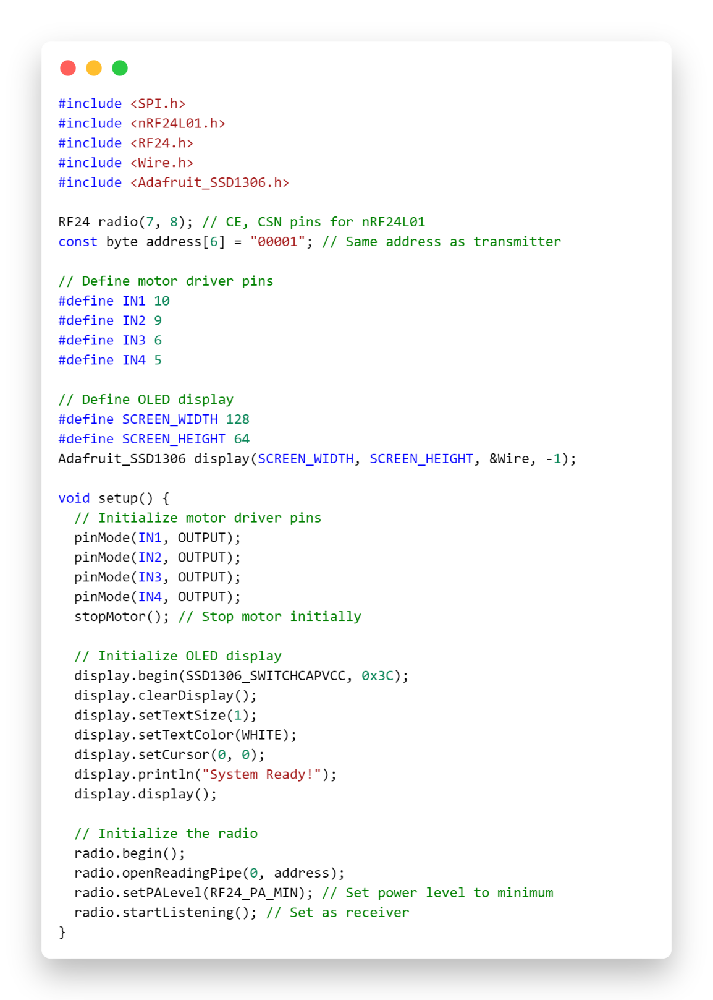 #include <SPI.h>
#include <nRF24L01.h>
#include <RF24.h>
#include <Wire.h>
#include <Adafruit_SSD1306.h>

RF24 radio(7, 8); // CE, CSN pins for nRF24L01
const byte address[6] = "00001"; // Same address as transmitter

// Define motor driver pins
#define IN1 10
#define IN2 9
#define IN3 6
#define IN4 5

// Define OLED display
#define SCREEN_WIDTH 128
#define SCREEN_HEIGHT 64
Adafruit_SSD1306 display(SCREEN_WIDTH, SCREEN_HEIGHT, &Wire, -1);

void setup() {
  // Initialize motor driver pins
  pinMode(IN1, OUTPUT);
  pinMode(IN2, OUTPUT);
  pinMode(IN3, OUTPUT);
  pinMode(IN4, OUTPUT);
  stopMotor(); // Stop motor initially

  // Initialize OLED display
  display.begin(SSD1306_SWITCHCAPVCC, 0x3C);
  display.clearDisplay();
  display.setTextSize(1);
  display.setTextColor(WHITE);
  display.setCursor(0, 0);
  display.println("System Ready!");
  display.display();

  // Initialize the radio
  radio.begin();
  radio.openReadingPipe(0, address);
  radio.setPALevel(RF24_PA_MIN); // Set power level to minimum
  radio.startListening(); // Set as receiver
}